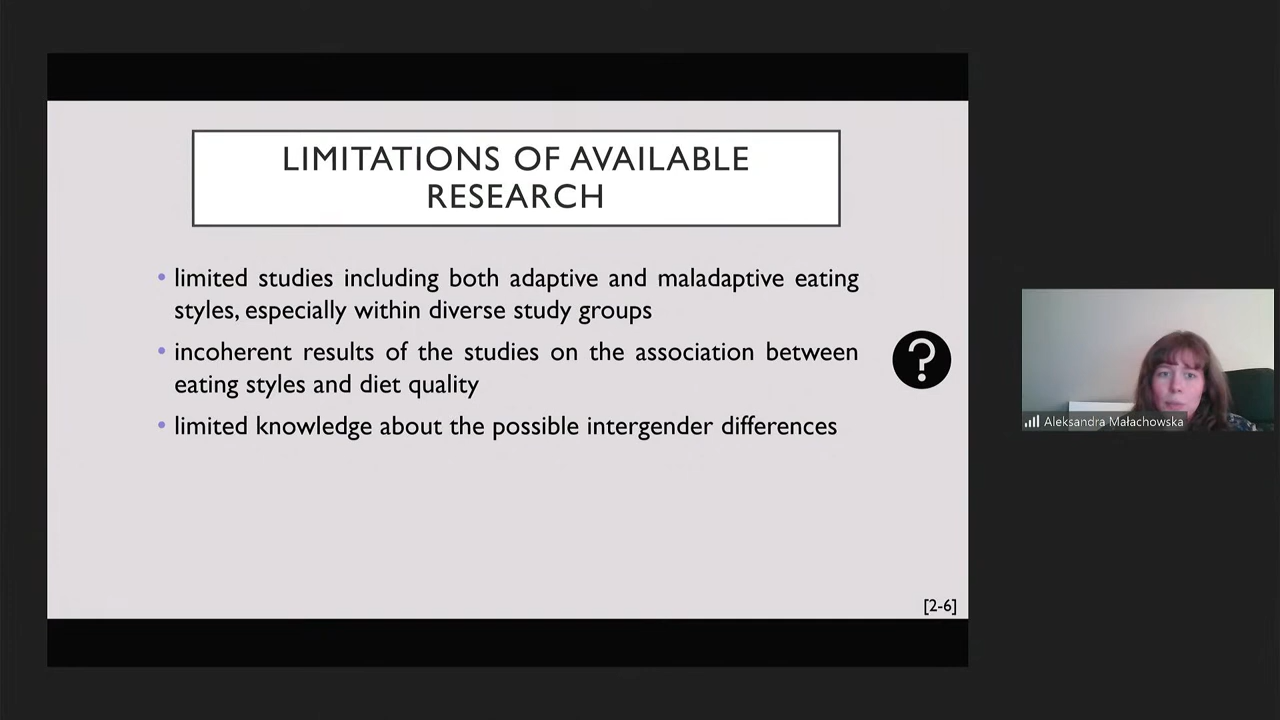 LIMITATIONS OF AVAILABLE
RESEARCH
• limited studies including both adaptive and maladaptive eating
styles, especially within diverse study groups
• incoherent results of the studies on the association between
eating styles and diet quality
• limited knowledge about the possible intergender differences
?
Aleksandra Małachowska
[2-6]